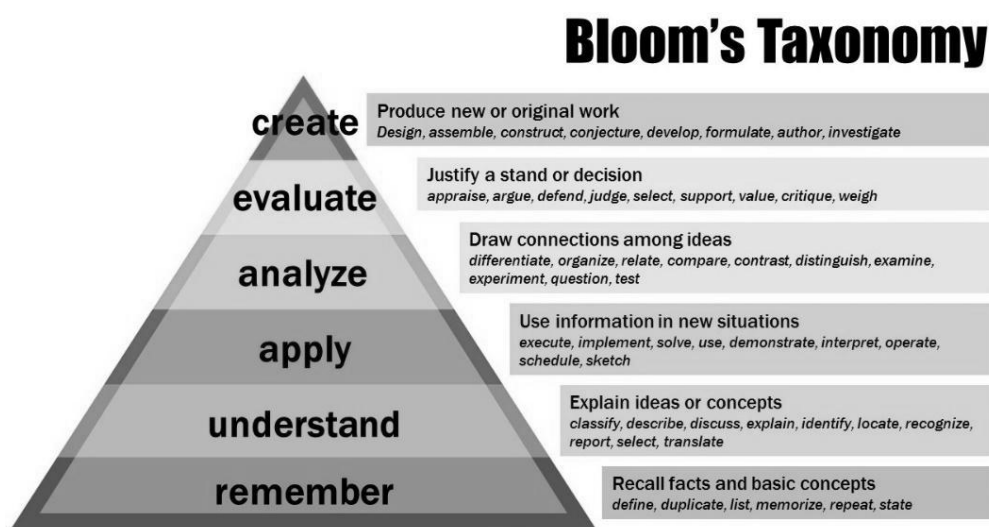 Bloom's Taxonomy
create
Produce new or original work
Design, assemble, construct, conjecture, develop, formulate, author, investigate
evaluate
Justify a stand or decision
appraise, argue, defend, judge, select, support, value, critique, weigh
analyze
Draw connections among ideas
differentiate, organize, relate, compare, contrast, distinguish, examine,
experiment, question, test
apply
Use information in new situations
execute, implement, solve, use, demonstrate, interpret, operate,
schedule, sketch
understand
Explain ideas or concepts
classify, describe, discuss, explain, identify, locate, recognize,
report, select, translate
remember
Recall facts and basic concepts
define, duplicate, list, memorize, repeat, state